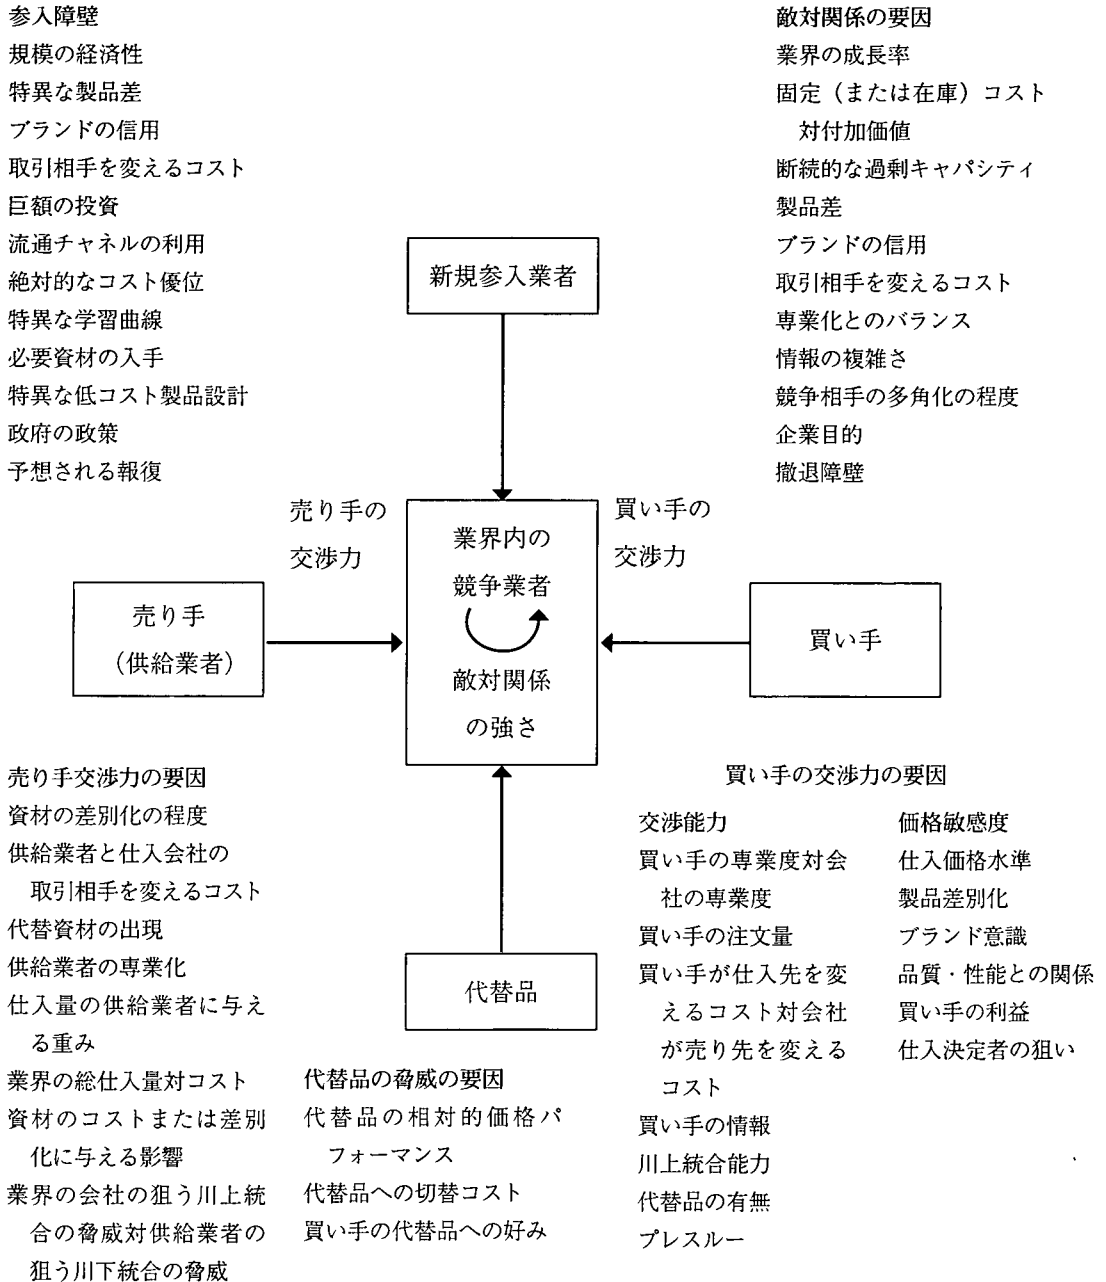 参入障壁
規模の経済性
特異な製品差
ブランドの信用
取引相手を変えるコスト
巨額の投資
流通チャネルの利用
絶対的なコスト優位
特異な学習曲線
必要資材の入手
特異な低コスト製品設計
政府の政策
予想される報復
敵対関係の要因
業界の成長率
固定（または在庫）コスト
対付加価値
断続的な過剰キャパシティ
製品差
ブランドの信用
取引相手を変えるコスト
専業化とのバランス
情報の複雑さ
競争相手の多角化の程度
企業目的
撤退障壁
新規参入業者
売り手の
交渉力
業界内の
競争業者
敵対関係
の強さ
買い手の
交渉力
売り手
（供給業者）
買い手
代替品
売り手交渉力の要因
資材の差別化の程度
供給業者と仕入会社の
取引相手を変えるコスト
代替資材の出現
供給業者の専業化
仕入量の供給業者に与え
る重み
業界の総仕入量対コスト
資材のコストまたは差別
化に与える影響
業界の会社の狙う川上統
合の脅威対供給業者の
狙う川下統合の脅威
代替品の脅威の要因
代替品の相対的価格パ
フォーマンス
代替品への切替コスト
買い手の代替品への好み
買い手の交渉力の要因
交渉能力
買い手の専業度対会
社の専業度
買い手の注文量
買い手が仕入先を変
えるコスト対会社
が売り先を変える
コスト
買い手の情報
川上統合能力
代替品の有無
プレスルー
価格敏感度
仕入価格水準
製品差別化
ブランド意識
品質・性能との関係
買い手の利益
仕入決定者の狙い